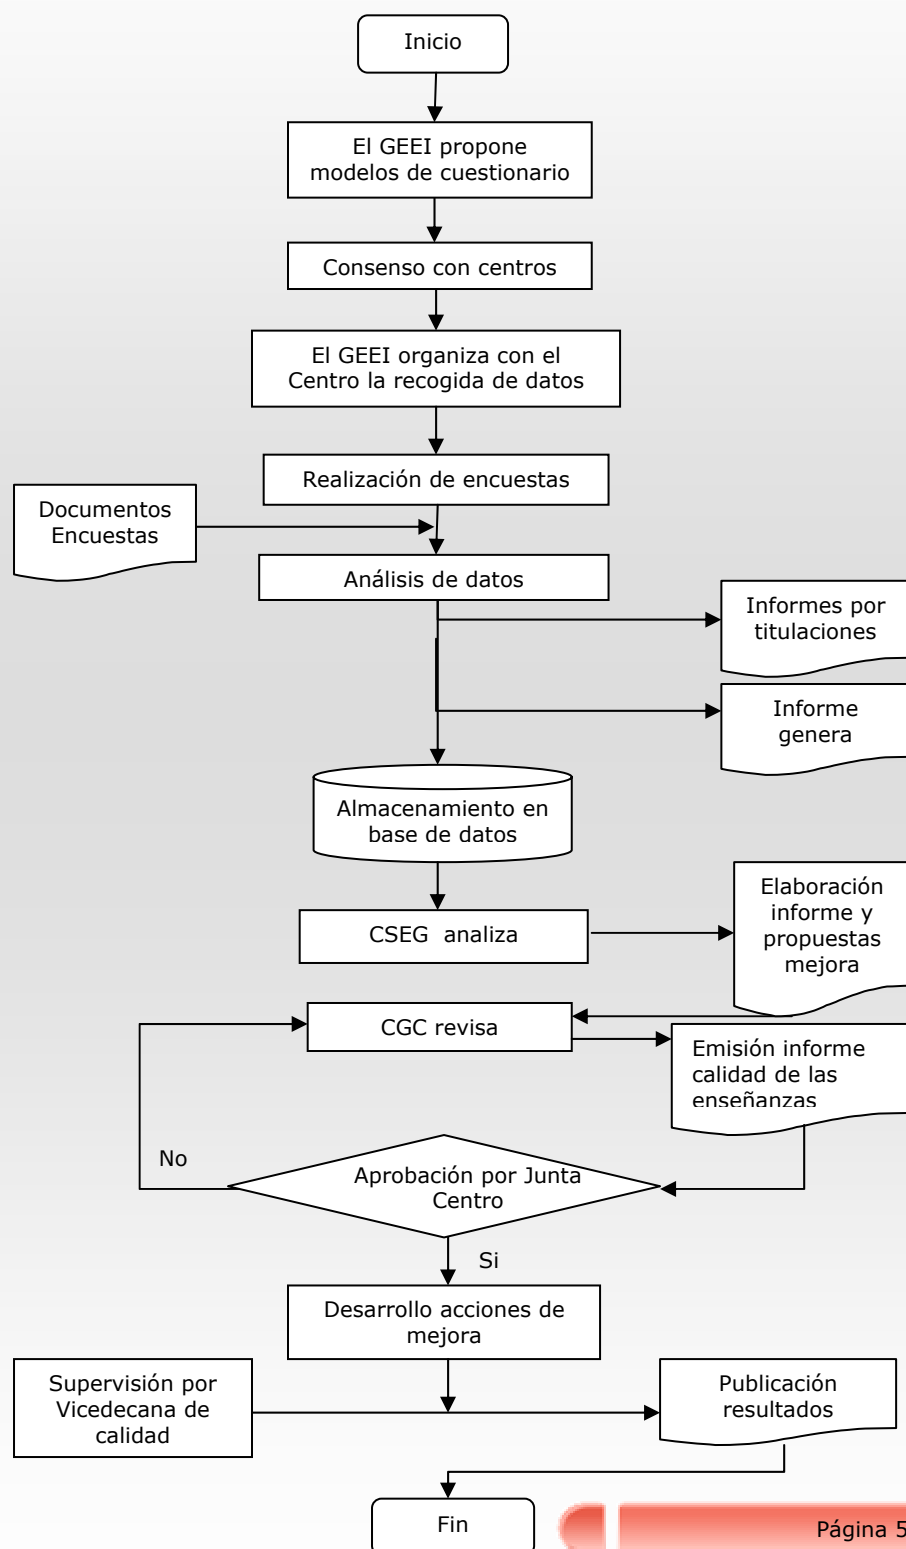 Inicio
El GEEI propone
modelos de cuestionario
Consenso con centros
El GEEI organiza con el
Centro la recogida de datos
Realización de encuestas
Documentos
Encuestas
Análisis de datos
Informes por
titulaciones
Informe
genera
Almacenamiento en
base de datos
CSEG analiza
Elaboración
informe y
propuestas
mejora
CGC revisa
Emisión informe
calidad de las
enseñanzas
No
Aprobación por Junta
Centro
Si
Desarrollo acciones de
mejora
Supervisión por
Vicedecana de
calidad
Publicación
resultados
Fin
Página 5